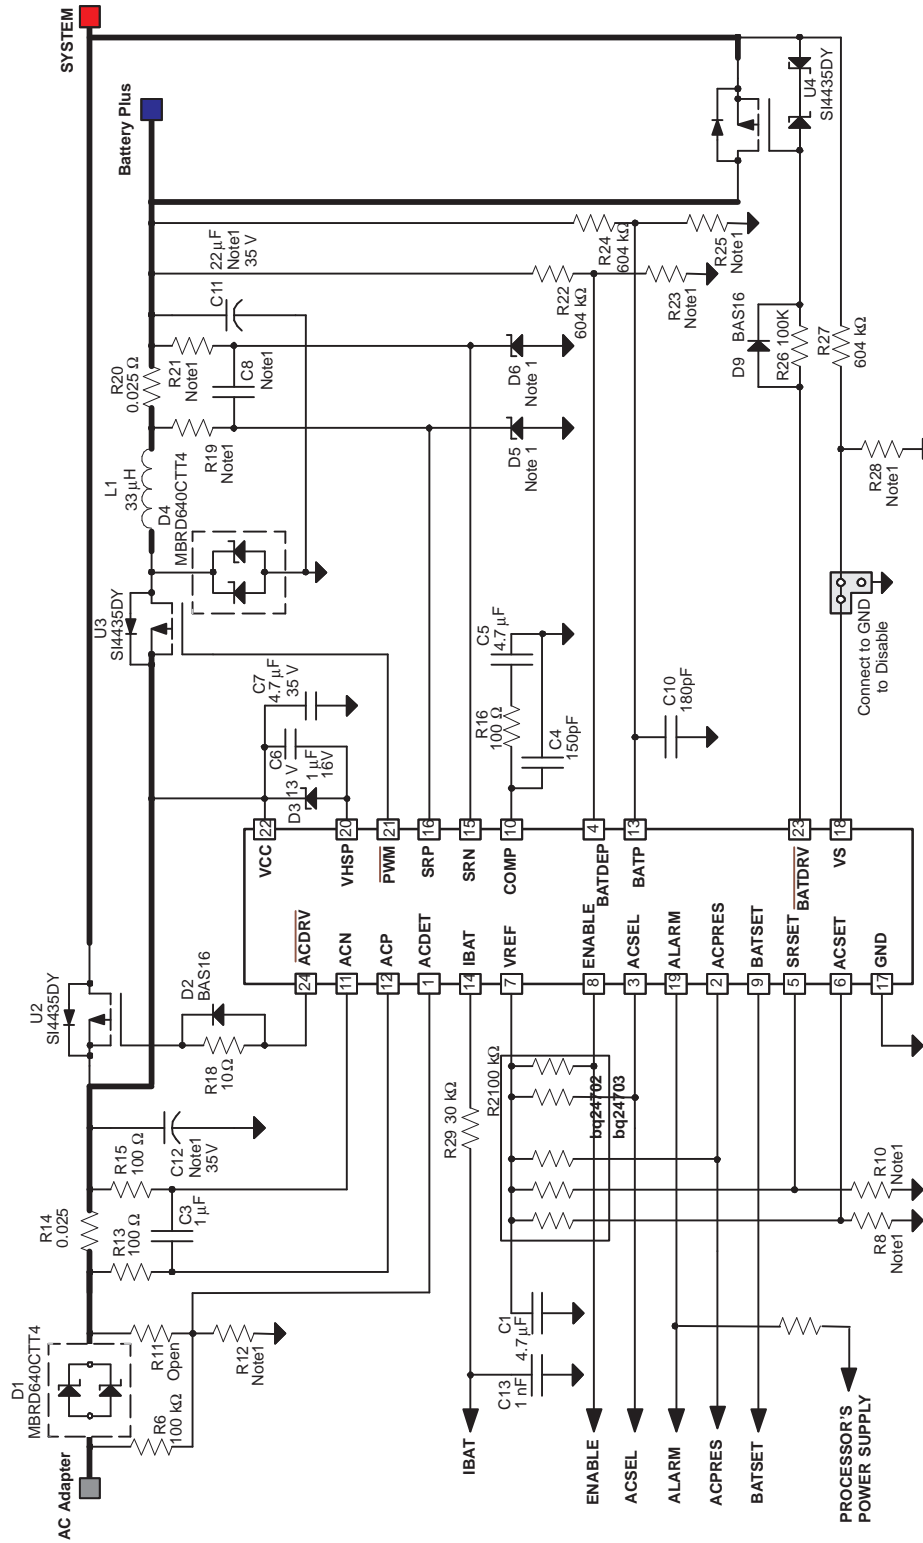 AC Adapter
D1
MBRD640CTT4
R6
100 kΩ
R11
Open
R12
Note1
R14
0.025
R13
100 Ω
R15
100 Ω
C3
1 µF
C12
Note1
35V
U2
SI4435DY
R18
10Ω
D2
BAS16
SYSTEM
Battery Plus
U3
SI4435DY
D4
MBRD640CTT4
L1
33 µH
R20
0.025 Ω
R19
Note1
R21
Note1
C8
Note1
C11
22 µF
Note1
35 V
C7
4.7 µF
35 V
C6
1 µF
16V
D3 13 V
D5
Note 1
D6
Note 1
R22
604 kΩ
R23
Note1
R24
604 kΩ
R25
Note1
U4
SI4435DY
D9 BAS16
R26 100K
R27
604 kΩ
R28
Note1
R16
100 Ω
C5
4.7 µF
C4
150pF
C10
180pF
Connect to GND
to Disable
24 ACDRV
11 ACN
12 ACP
1 ACDET
14 IBAT
7 VREF
8 ENABLE
3 ACSEL
19 ALARM
2 ACPRES
9 BATSET
5 SRSET
6 ACSET
17 GND
VCC 22
VHSP 20
PWM 21
SRP 16
SRN 15
COMP 10
BATDEP 4
BATP 13
BATDRV 23
VS 18
R29 30 kΩ
R2100 kΩ
bq24702
bq24703
R10
Note1
R8
Note1
C1
4.7 µF
C13
1 nF
IBAT
ENABLE
ACSEL
ALARM
ACPRES
BATSET
PROCESSOR'S
POWER SUPPLY